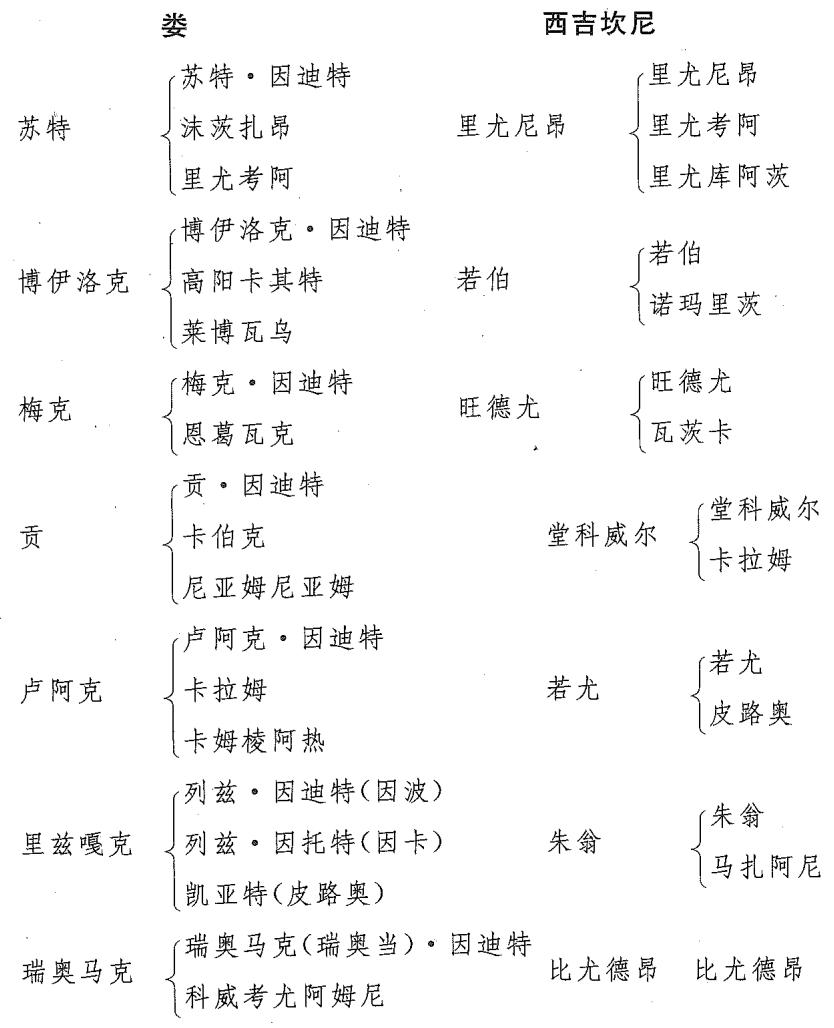 娄 西吉坎尼
苏特·因迪特 里尤尼昂
苏特 沫茨扎昂 里尤尼昂 里尤考阿
里尤考阿 里尤库阿茨
博伊洛克·因迪特 若伯
博伊洛克 高阳卡其特 若伯
莱博瓦乌 诺玛里茨
梅克·因迪特 旺德尤
梅克 旺德尤
恩葛瓦克 瓦茨卡
贡·因迪特 堂科威尔
贡 卡伯克 堂科威尔
尼亚姆尼亚姆 卡拉姆
卢阿克·因迪特 若尤
卢阿克 卡拉姆 若尤 皮路奥
卡姆棱阿热
列兹·因迪特(因波) 朱翁
里兹嘎克 列兹·因托特(因卡) 朱翁
凯亚特(皮路奥) 马扎阿尼
瑞奥马克(瑞奥当)·因迪特
瑞奥马克 比尤德昂 比尤德昂
科威考尤阿姆尼